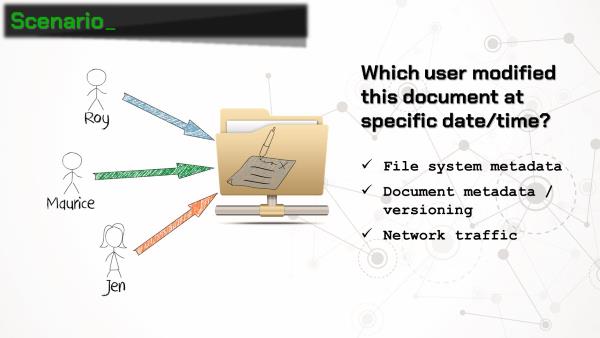 Scenario_
Roy
Maurice
Jen
Which user modified
this document at
specific date/time?
✓ File system metadata
✓ Document metadata /
versioning
✓ Network traffic